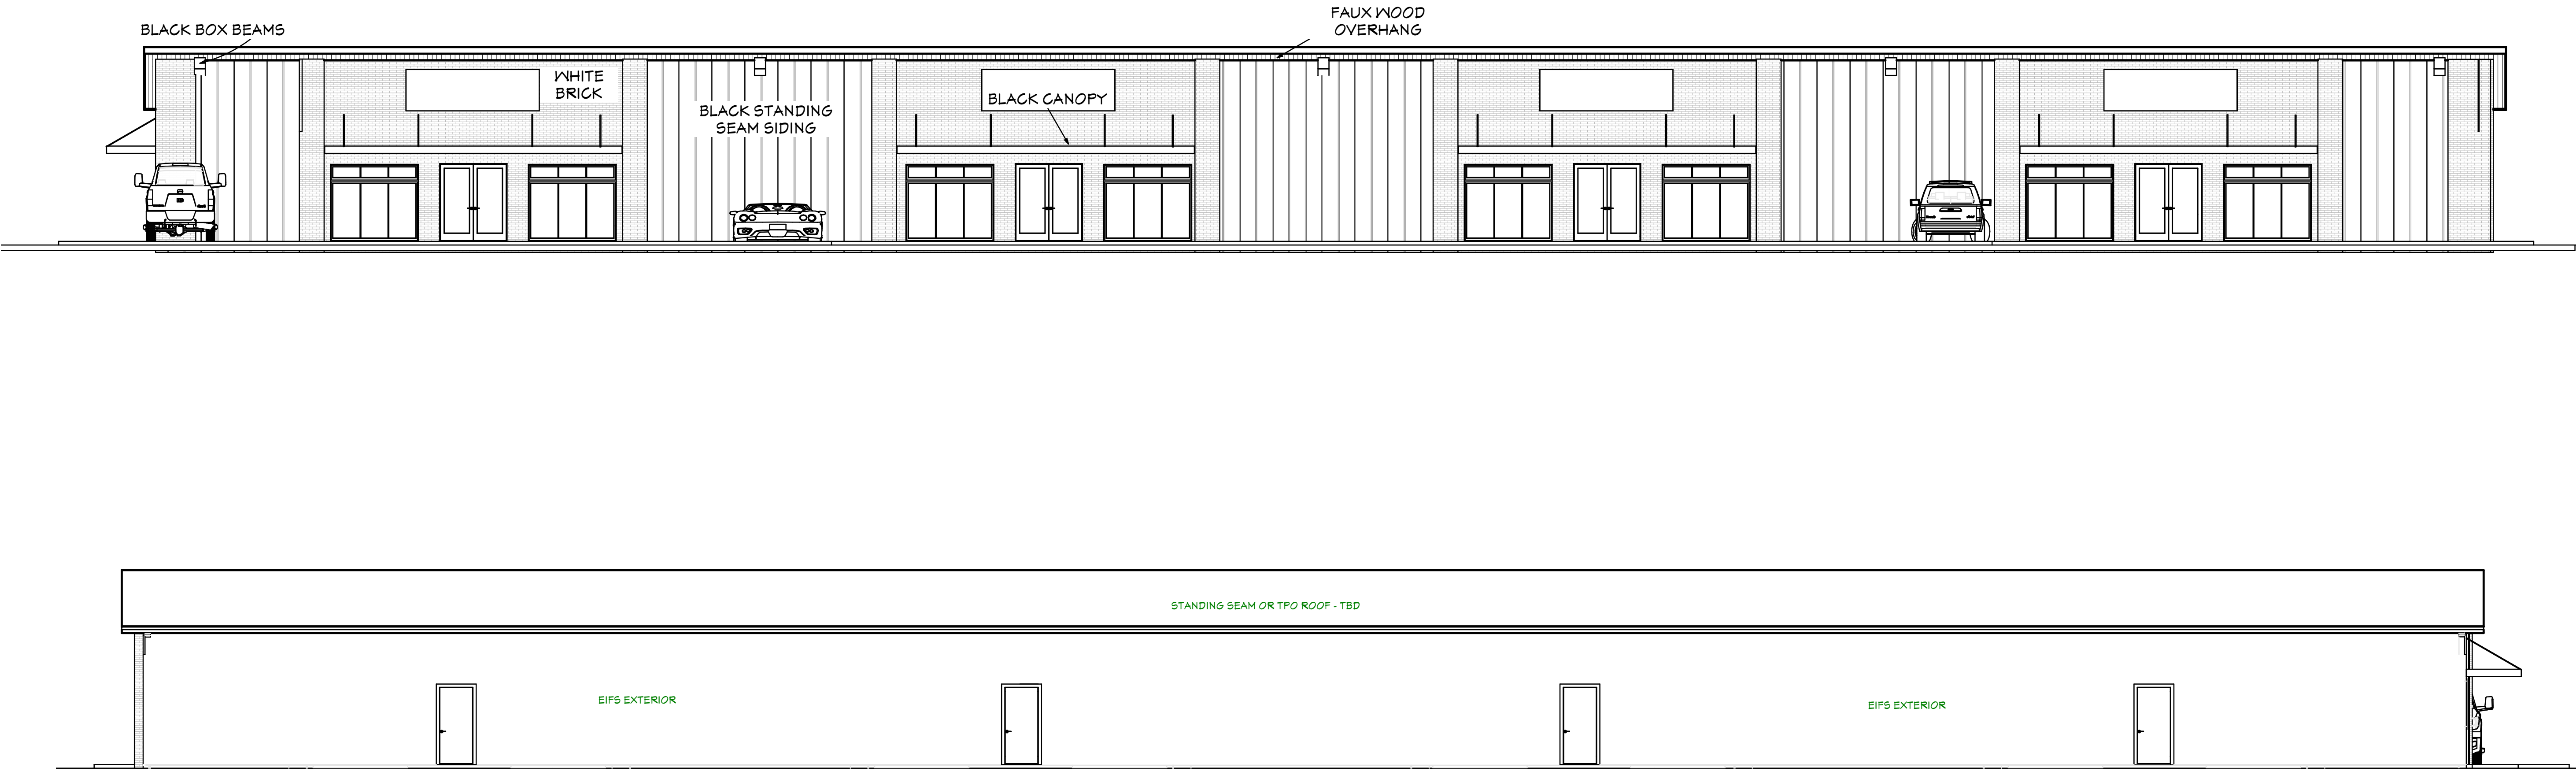 FAUX WOOD
OVERHANG
BLACK BOX BEAMS
WHITE
BRICK
BLACK STANDING
SEAM SIDING
BLACK CANOPY
STANDING SEAM OR TPO ROOF - TBD
EIFS EXTERIOR
EIFS EXTERIOR